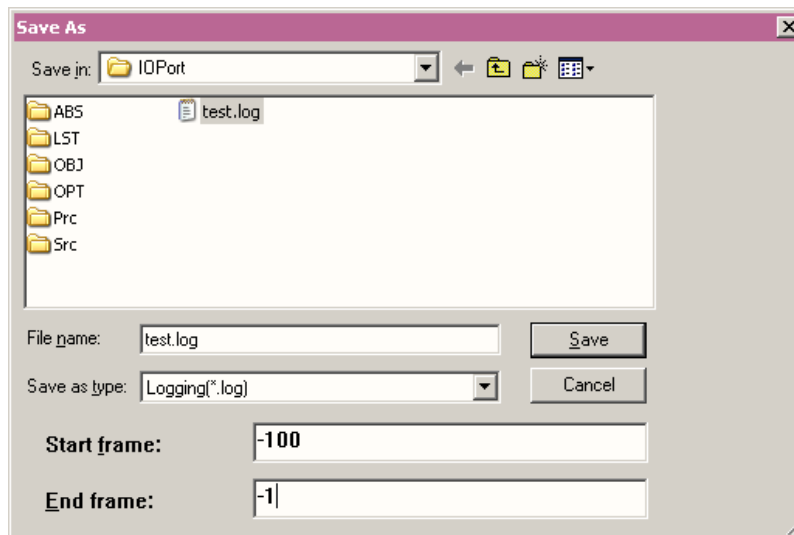 Save As
Save in: IOPort
ABS test.log
LST
OBJ
OPT
Prc
Src
File name: test.log Save
Save as type: Logging(*.log) Cancel
Start frame: -100
End frame: -1